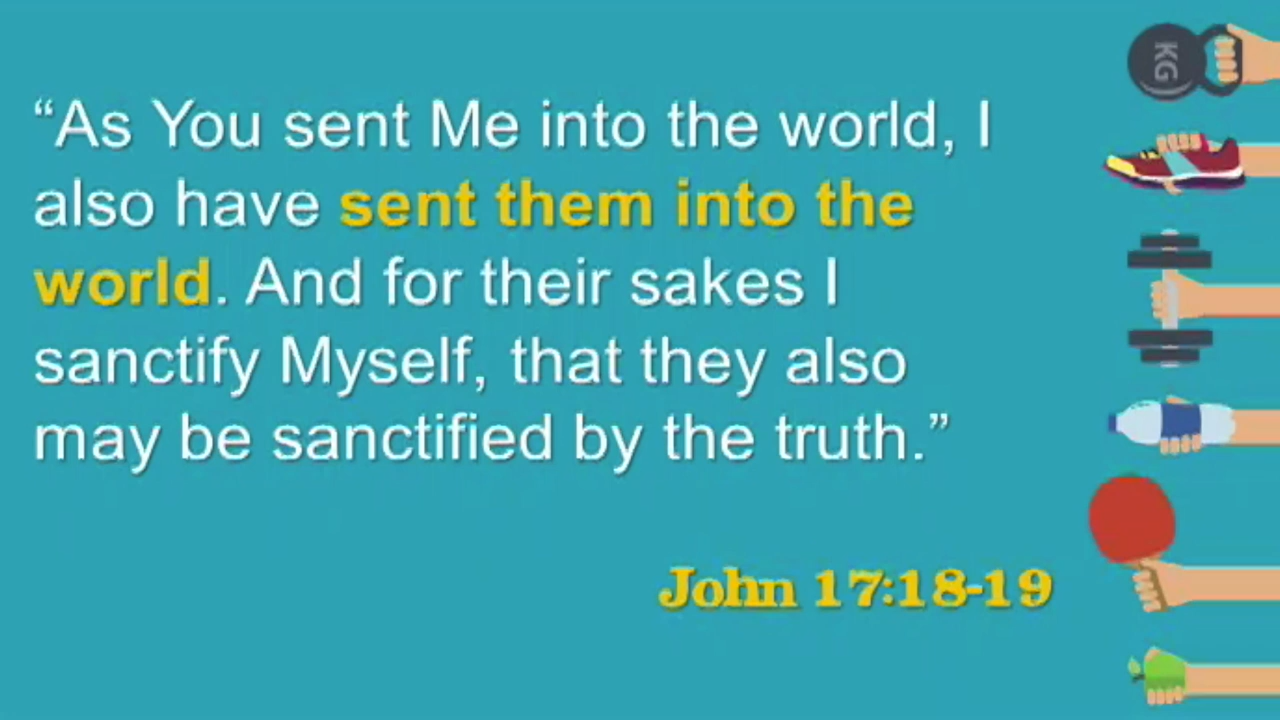 “As You sent Me into the world, I
also have sent them into the
world. And for their sakes I
sanctify Myself, that they also
may be sanctified by the truth.”
John 17:18-19
KG